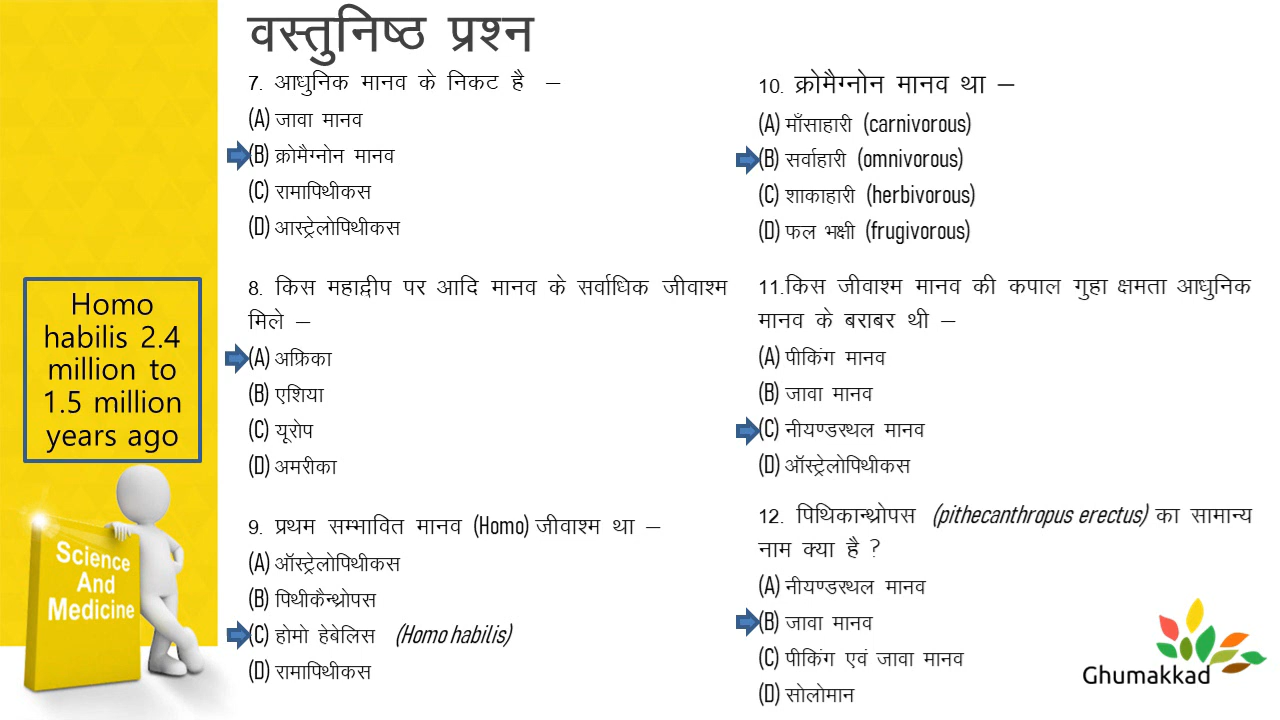 वस्तुनिष्ठ प्रश्न
7. आधुनिक मानव के निकट है –
(A) जावा मानव
(B) क्रोमैग्नोन मानव
(C) रामापिथीकस
(D) आस्ट्रेलोपिथीकस
8. किस महाद्वीप पर आदि मानव के सर्वाधिक जीवाश्म
मिले –
(A) अफ्रिका
(B) एशिया
(C) यूरोप
(D) अमरीका
9. प्रथम सम्भावित मानव (Homo) जीवाश्म था –
(A) ऑस्ट्रेलोपिथीकस
(B) पिथीकैन्थ्रोपस
(C) होमो हेबेलिस (Homo habilis)
(D) रामापिथीकस
10. क्रोमैग्नोन मानव था –
(A) माँसाहारी (carnivorous)
(B) सर्वाहारी (omnivorous)
(C) शाकाहारी (herbivorous)
(D) फल भक्षी (frugivorous)
11.किस जीवाश्म मानव की कपाल गुहा क्षमता आधुनिक
मानव के बराबर थी –
(A) पीकिंग मानव
(B) जावा मानव
(C) नीयण्डरथल मानव
(D) ऑस्ट्रेलोपिथीकस
12. पिथिकान्थ्रोपस (pithecanthropus erectus) का सामान्य
नाम क्या है ?
(A) नीयण्डरथल मानव
(B) जावा मानव
(C) पीकिंग एवं जावा मानव
(D) सोलोमान
Homo
habilis 2.4
million to
1.5 million
years ago
Science
And
Medicine
Ghumakkad